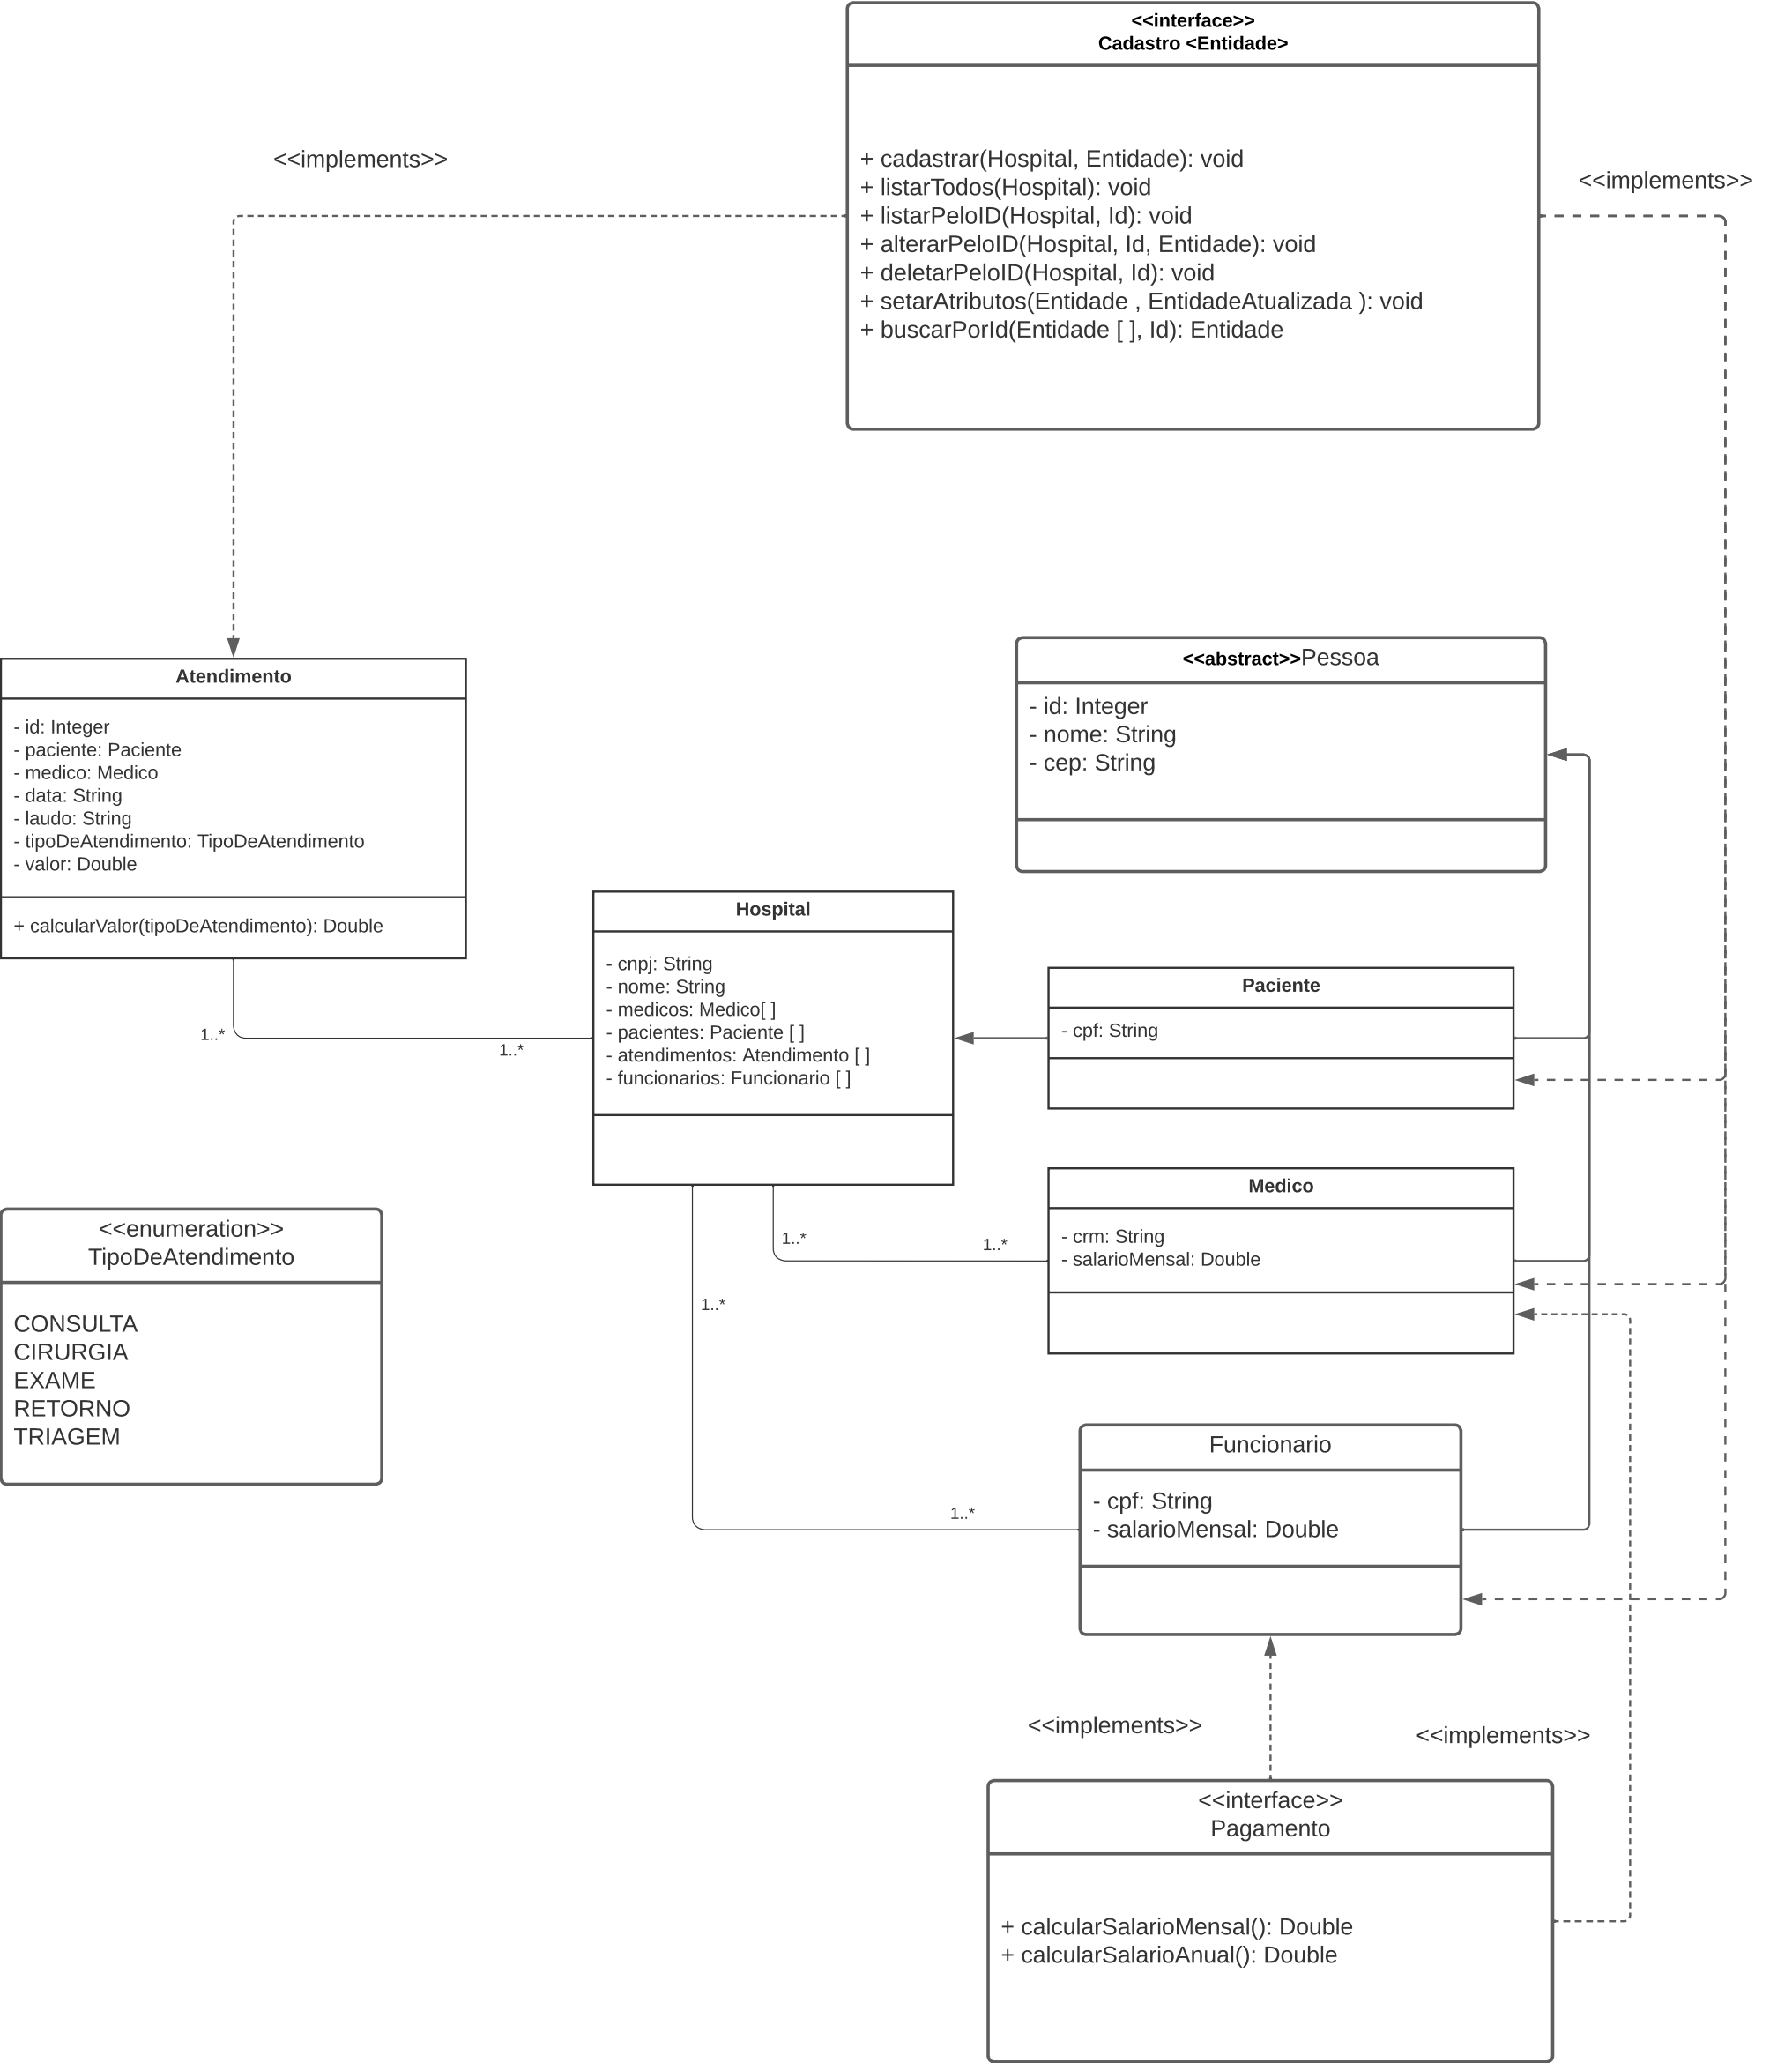 <<interface>>
Cadastro <Entidade>
+ cadastrar(Hospital, Entidade): void
+ listarTodos(Hospital): void
+ listarPeloID(Hospital, Id): void
+ alterarPeloID(Hospital, Id, Entidade): void
+ deletarPeloID(Hospital, Id): void
+ setarAtributos(Entidade , EntidadeAtualizada ): void
+ buscarPorId(Entidade [ ], Id): Entidade
<<implements>>
<<implements>>
Atendimento
- id: Integer
- paciente: Paciente
- medico: Medico
- data: String
- laudo: String
- tipoDeAtendimento: TipoDeAtendimento
- valor: Double
+ calcularValor(tipoDeAtendimento): Double
<<abstract>>Pessoa
- id: Integer
- nome: String
- cep: String
Hospital
- cnpj: String
- nome: String
- medicos: Medico[ ]
- pacientes: Paciente [ ]
- atendimentos: Atendimento [ ]
- funcionarios: Funcionario [ ]
1..*
1..*
Paciente
- cpf: String
Medico
- crm: String
- salarioMensal: Double
1..*
1..*
1..*
1..*
<<enumeration>>
TipoDeAtendimento
CONSULTA
CIRURGIA
EXAME
RETORNO
TRIAGEM
Funcionario
- cpf: String
- salarioMensal: Double
<<implements>>
<<implements>>
<<interface>>
Pagamento
+ calcularSalarioMensal(): Double
+ calcularSalarioAnual(): Double